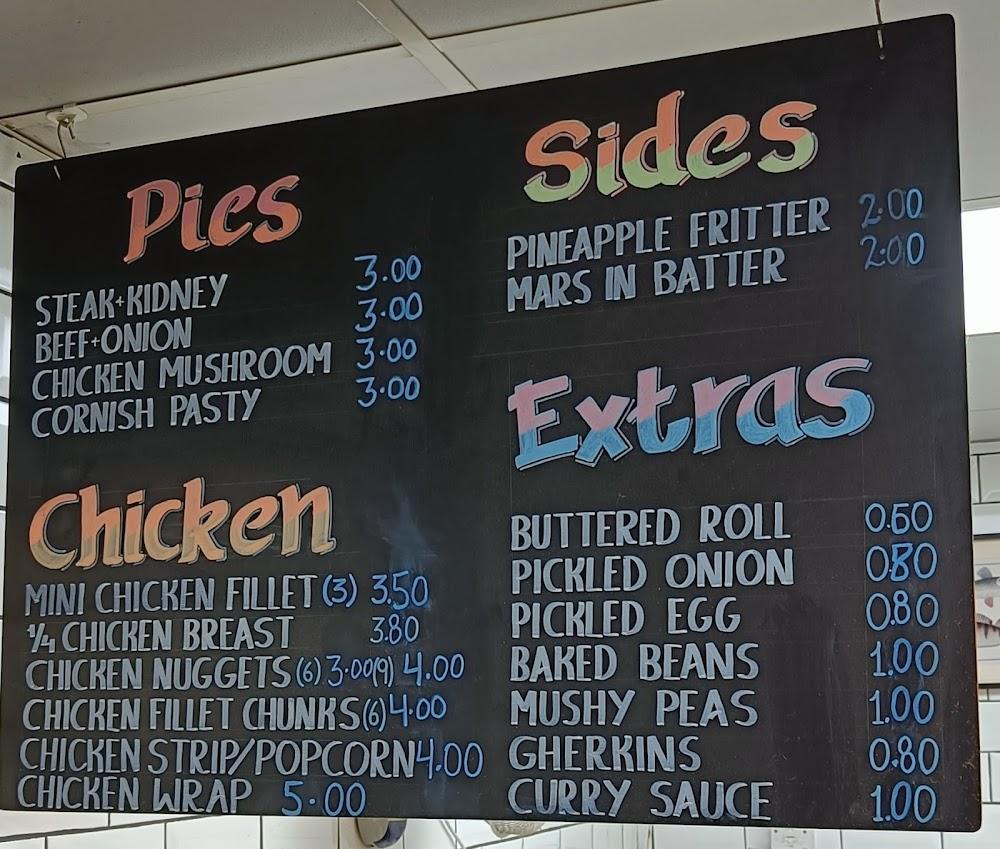 Pies
STEAK+KIDNEY 3.00
BEEF+ONION 3.00
CHICKEN MUSHROOM 3.00
CORNISH PASTY 3.00
Chicken
MINI CHICKEN FILLET (3) 3.50
¼ CHICKEN BREAST 3.80
CHICKEN NUGGETS (6) 3.00 (9) 4.00
CHICKEN FILLET CHUNKS (6) 4.00
CHICKEN STRIP/POPCORN 4.00
CHICKEN WRAP 5.00
Sides
PINEAPPLE FRITTER 2.00
MARS IN BATTER 2.00
Extras
BUTTERED ROLL 0.60
PICKLED ONION 0.80
PICKLED EGG 0.80
BAKED BEANS 1.00
MUSHY PEAS 1.00
GHERKINS 0.80
CURRY SAUCE 1.00